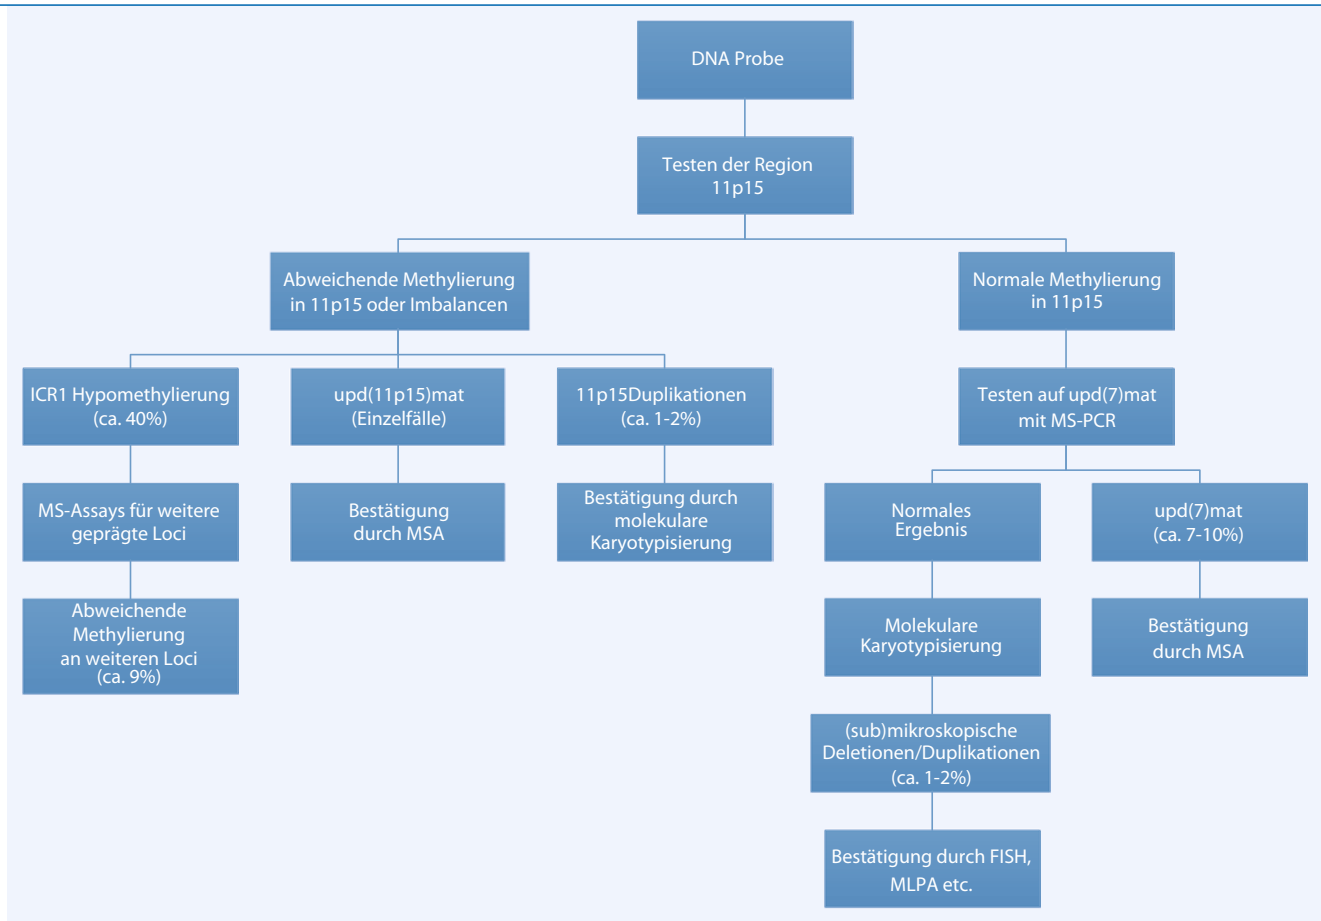 DNA Probe
Testen der Region
11p15
Abweichende Methylierung
in 11p15 oder Imbalancen
Normale Methylierung
in 11p15
ICR1 Hypomethylierung
(ca. 40%)
upd(11p15)mat
(Einzelfälle)
11p15Duplikationen
(ca. 1-2%)
Testen auf upd(7)mat
mit MS-PCR
MS-Assays für weitere
geprägte Loci
Bestätigung
durch MSA
Bestätigung durch
molekulare
Karyotypisierung
Normales
Ergebnis
upd(7)mat
(ca. 7-10%)
Abweichende
Methylierung
an weiteren Loci
(ca. 9%)
Molekulare
Karyotypisierung
Bestätigung
durch MSA
(sub)mikroskopische
Deletionen/Duplikationen
(ca. 1-2%)
Bestätigung durch FISH,
MLPA etc.